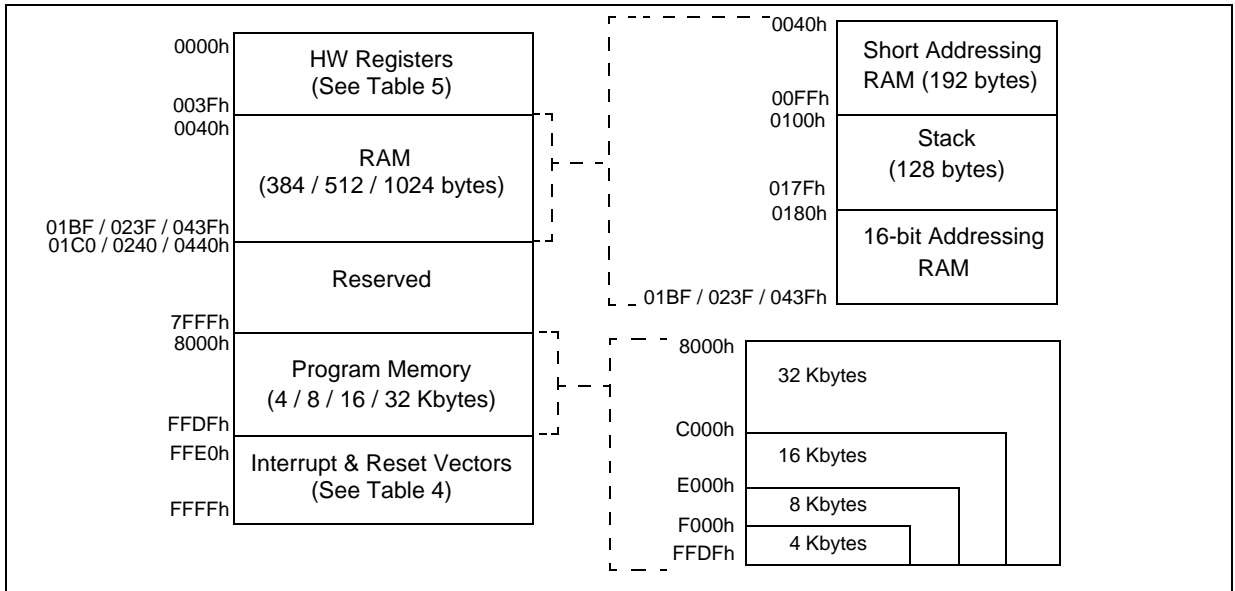 0000h
HW Registers
(See Table 5)
003Fh
0040h
RAM
(384 / 512 / 1024 bytes)
01BF / 023F / 043Fh
01C0 / 0240 / 0440h
Reserved
7FFFh
8000h
Program Memory
(4 / 8 / 16 / 32 Kbytes)
FFDFh
FFE0h
Interrupt & Reset Vectors
(See Table 4)
FFFFh
0040h
Short Addressing
RAM (192 bytes)
00FFh
0100h
Stack
(128 bytes)
017Fh
0180h
16-bit Addressing
RAM
01BF / 023F / 043Fh
8000h
32 Kbytes
C000h
16 Kbytes
E000h
8 Kbytes
F000h
4 Kbytes
FFDFh